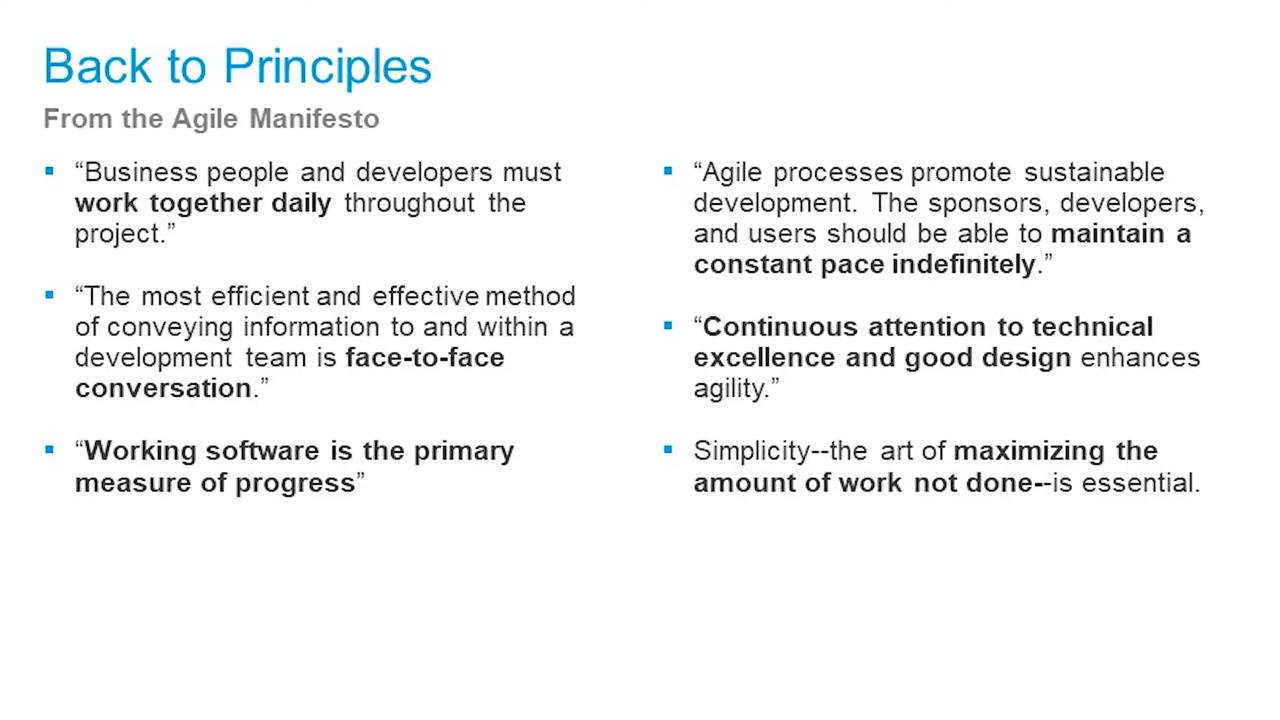 Back to Principles
From the Agile Manifesto
“Business people and developers must
work together daily throughout the
project.”
“The most efficient and effective method
of conveying information to and within a
development team is face-to-face
conversation.”
“Working software is the primary
measure of progress”
“Agile processes promote sustainable
development. The sponsors, developers,
and users should be able to maintain a
constant pace indefinitely.”
“Continuous attention to technical
excellence and good design enhances
agility.”
Simplicity--the art of maximizing the
amount of work not done--is essential.